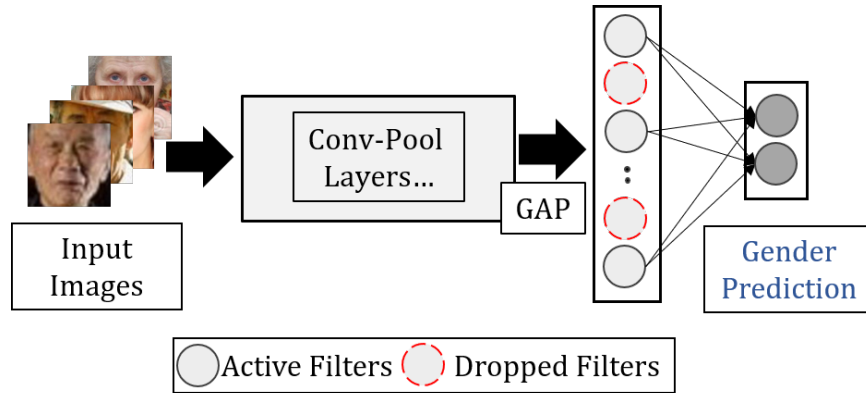 Conv-Pool
Layers…
GAP
Input
Images
Gender
Prediction
Active Filters
Dropped Filters